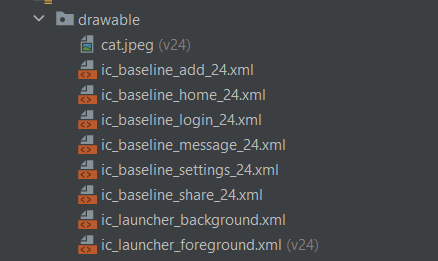 drawable
cat.jpeg (v24)
ic_baseline_add_24.xml
ic_baseline_home_24.xml
ic_baseline_login_24.xml
ic_baseline_message_24.xml
ic_baseline_settings_24.xml
ic_baseline_share_24.xml
ic_launcher_background.xml
ic_launcher_foreground.xml (v24)